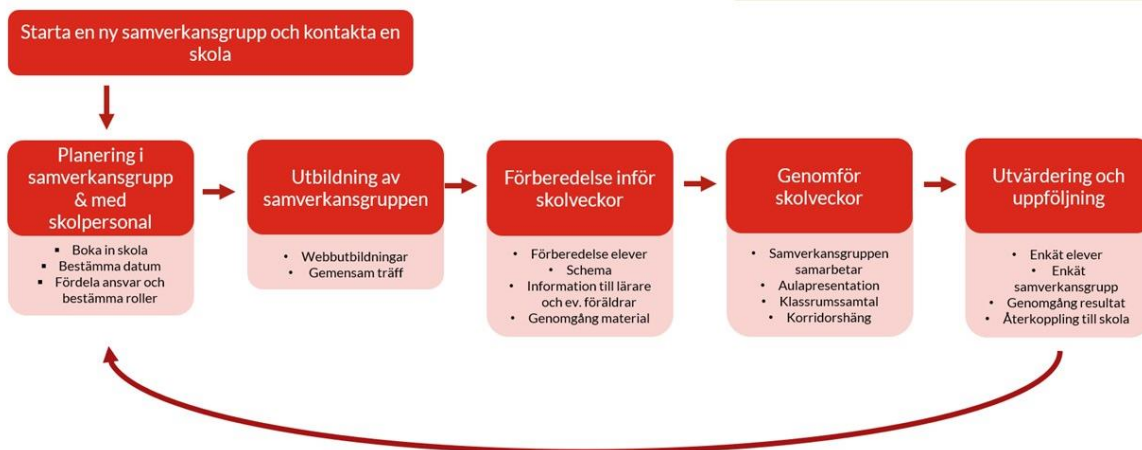 Starta en ny samverkansgrupp och kontakta en
skola
Planering i
samverkansgrupp
& med
skolpersonal
▪ Boka in skola
▪ Bestämma datum
▪ Fördela ansvar och
bestämma roller
Utbildning av
samverkansgruppen
• Webbutbildningar
• Gemensam träff
Förberedelse inför
skolveckor
• Förberedelse elever
• Schema
• Information till lärare
och ev. föräldrar
• Genomgång material
Genomför
skolveckor
• Samverkansgruppen
samarbetar
• Aulapresentation
• Klassrumssamtal
• Korridorshäng
Utvärdering och
uppföljning
• Enkät elever
• Enkät
samverkansgrupp
• Genomgång resultat
• Återkoppling till skola